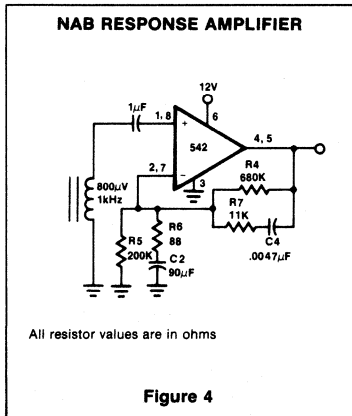 NAB RESPONSE AMPLIFIER
12V
1μF
1, 8
+
6
4, 5
542
2, 7
−
3
R4
680K
800μV
1kHz
R7
11K
R6
88
C4
.0047μF
R5
200K
C2
90μF
All resistor values are in ohms
Figure 4